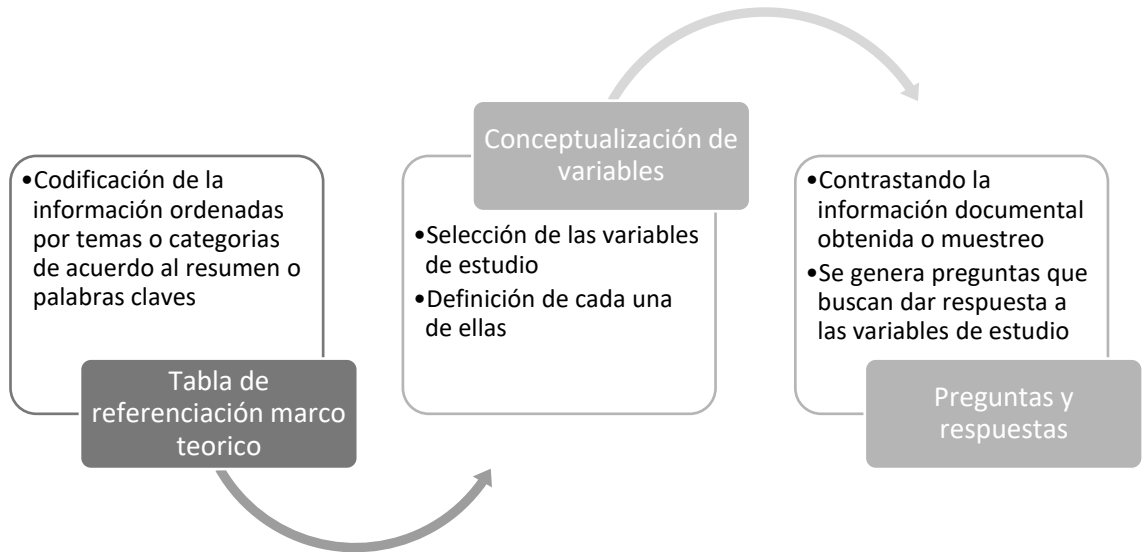 •Codificación de la
información ordenadas
por temas o categorias
de acuerdo al resumen o
palabras claves
Tabla de
referenciación marco
teorico
Conceptualización de
variables
•Selección de las variables
de estudio
•Definición de cada una
de ellas
•Contrastando la
información documental
obtenida o muestreo
•Se genera preguntas que
buscan dar respuesta a
las variables de estudio
Preguntas y
respuestas